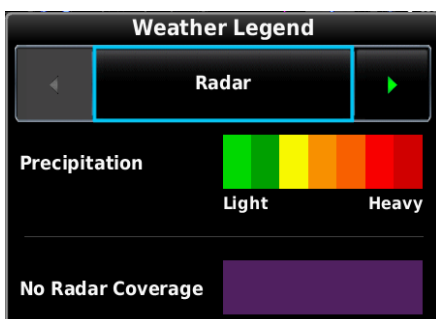 Weather Legend
Radar
Precipitation
Light Heavy
No Radar Coverage